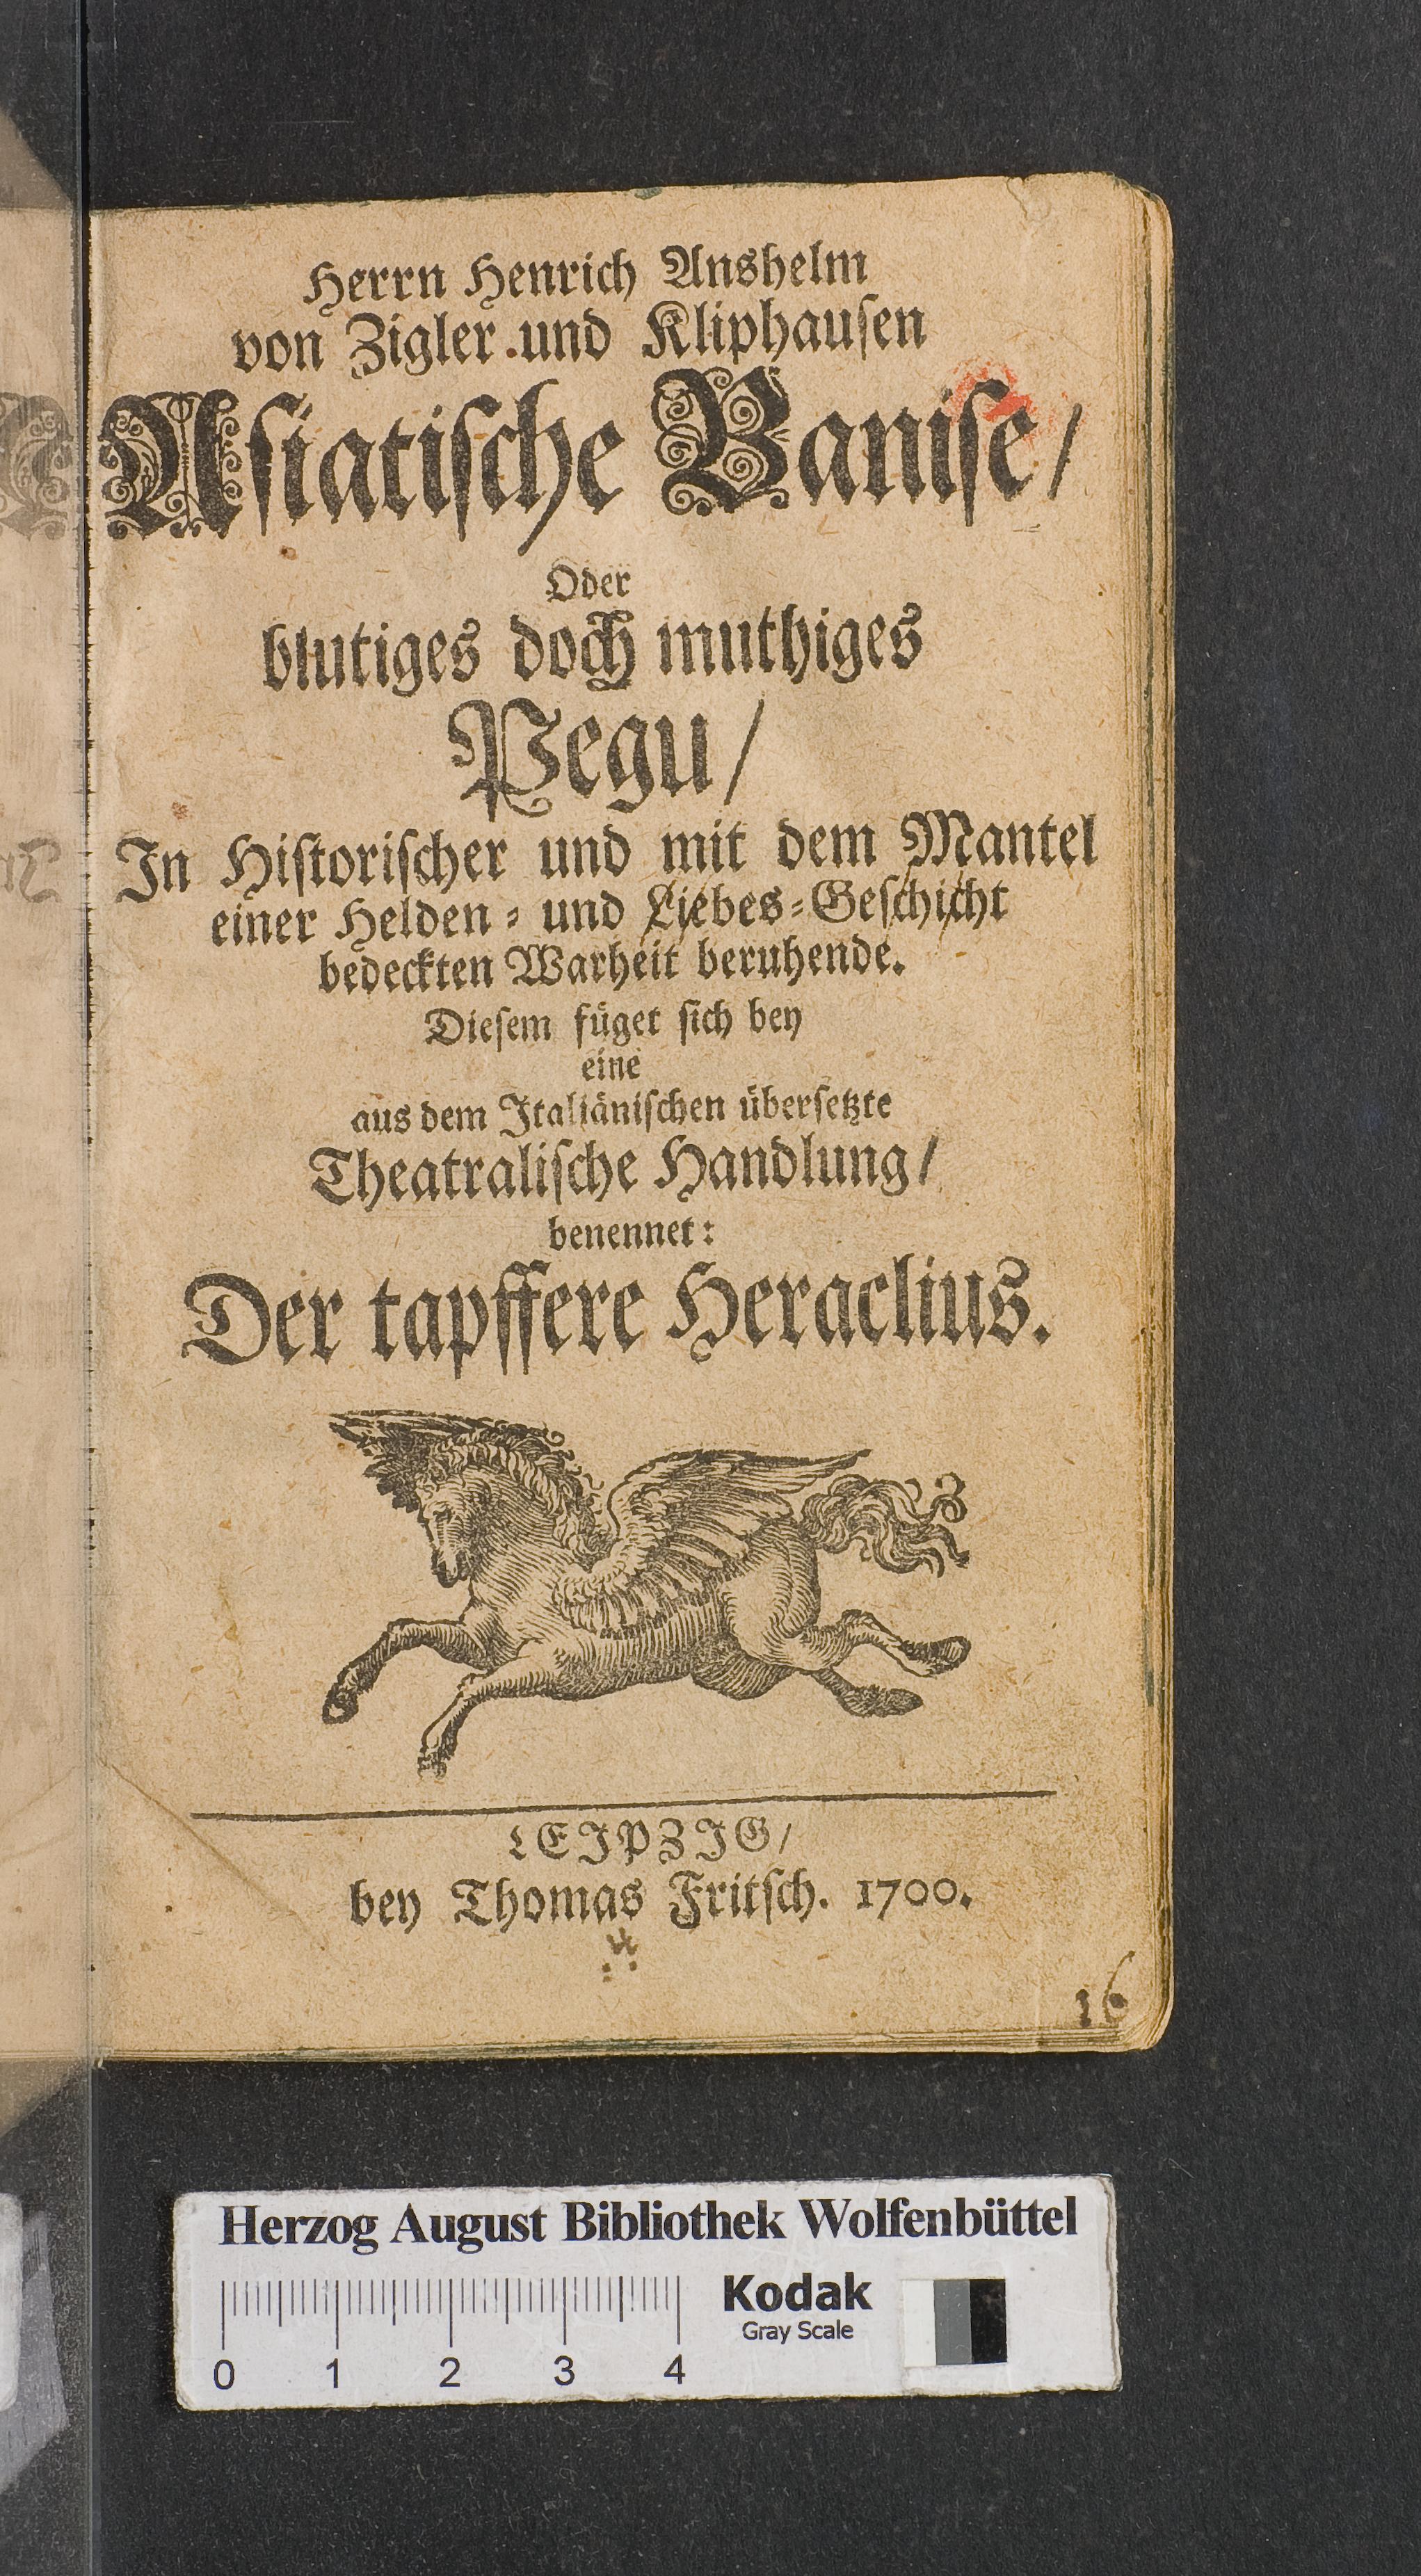 Herrn Henrich Anshelm
von Zigler und Kliphauſen
Aſiatiſche Baniſe/
Oder
blutiges doch muthiges
Pegu/
In Hiſtoriſcher und mit dem Mantel
einer Helden- und Liebes-Geſchicht
bedeckten Warheit beruhende.
Dieſem füget ſich bey
eine
aus dem Italiäniſchen überſetzte
Theatraliſche Handlung/
benennet:
Der tapffere Heraclius.
LEIPZIG/
bey Thomas Fritſch. 1700.
16
Herzog August Bibliothek Wolfenbüttel
Kodak
Gray Scale
0 1 2 3 4